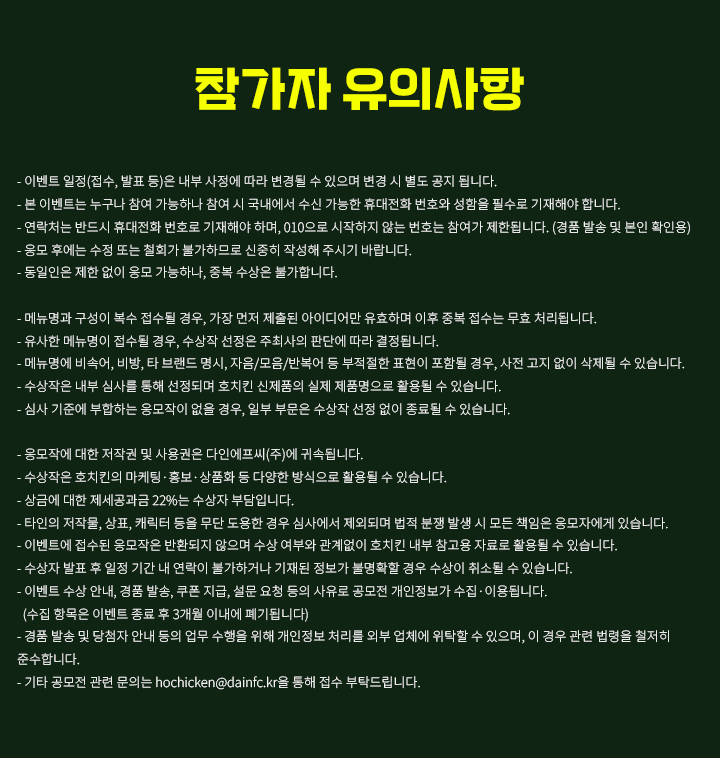 참가자 유의사항
- 이벤트 일정(접수, 발표 등)은 내부 사정에 따라 변경될 수 있으며 변경 시 별도 공지 됩니다.
- 본 이벤트는 누구나 참여 가능하나 참여 시 국내에서 수신 가능한 휴대전화 번호와 성함을 필수로 기재해야 합니다.
- 연락처는 반드시 휴대전화 번호로 기재해야 하며, 010으로 시작하지 않는 번호는 참여가 제한됩니다. (경품 발송 및 본인 확인용)
- 응모 후에는 수정 또는 철회가 불가하므로 신중히 작성해 주시기 바랍니다.
- 동일인은 제한 없이 응모 가능하나, 중복 수상은 불가합니다.
- 메뉴명과 구성이 복수 접수될 경우, 가장 먼저 제출된 아이디어만 유효하며 이후 중복 접수는 무효 처리됩니다.
- 유사한 메뉴명이 접수될 경우, 수상작 선정은 주최사의 판단에 따라 결정됩니다.
- 메뉴명에 비속어, 비방, 타 브랜드 명시, 자음/모음/반복어 등 부적절한 표현이 포함될 경우, 사전 고지 없이 삭제될 수 있습니다.
- 수상작은 내부 심사를 통해 선정되며 호치킨 신제품의 실제 제품명으로 활용될 수 있습니다.
- 심사 기준에 부합하는 응모작이 없을 경우, 일부 부문은 수상작 선정 없이 종료될 수 있습니다.
- 응모작에 대한 저작권 및 사용권은 다인에프씨(주)에 귀속됩니다.
- 수상작은 호치킨의 마케팅·홍보·상품화 등 다양한 방식으로 활용될 수 있습니다.
- 상금에 대한 제세공과금 22%는 수상자 부담입니다.
- 타인의 저작물, 상표, 캐릭터 등을 무단 도용한 경우 심사에서 제외되며 법적 분쟁 발생 시 모든 책임은 응모자에게 있습니다.
- 이벤트에 접수된 응모작은 반환되지 않으며 수상 여부와 관계없이 호치킨 내부 참고용 자료로 활용될 수 있습니다.
- 수상자 발표 후 일정 기간 내 연락이 불가하거나 기재된 정보가 불명확할 경우 수상이 취소될 수 있습니다.
- 이벤트 수상 안내, 경품 발송, 쿠폰 지급, 설문 요청 등의 사유로 공모전 개인정보가 수집·이용됩니다.
(수집 항목은 이벤트 종료 후 3개월 이내에 폐기됩니다)
- 경품 발송 및 당첨자 안내 등의 업무 수행을 위해 개인정보 처리를 외부 업체에 위탁할 수 있으며, 이 경우 관련 법령을 철저히
준수합니다.
- 기타 공모전 관련 문의는 hochicken@dainfc.kr을 통해 접수 부탁드립니다.